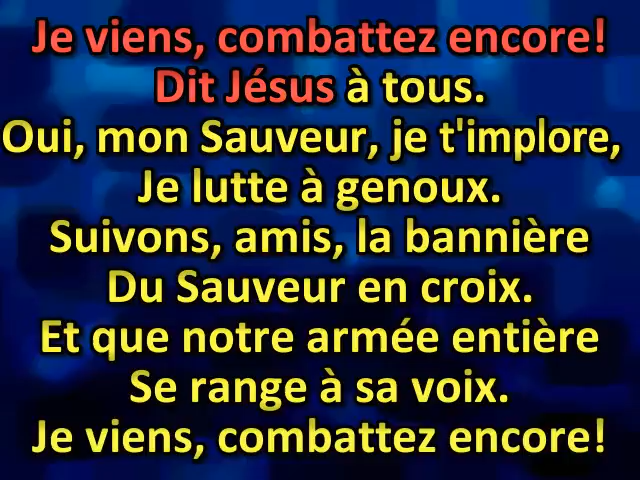 Je viens, combattez encore!
Dit Jésus à tous.
Oui, mon Sauveur, je t'implore,
Je lutte à genoux.
Suivons, amis, la bannière
Du Sauveur en croix.
Et que notre armée entière
Se range à sa voix.
Je viens, combattez encore!